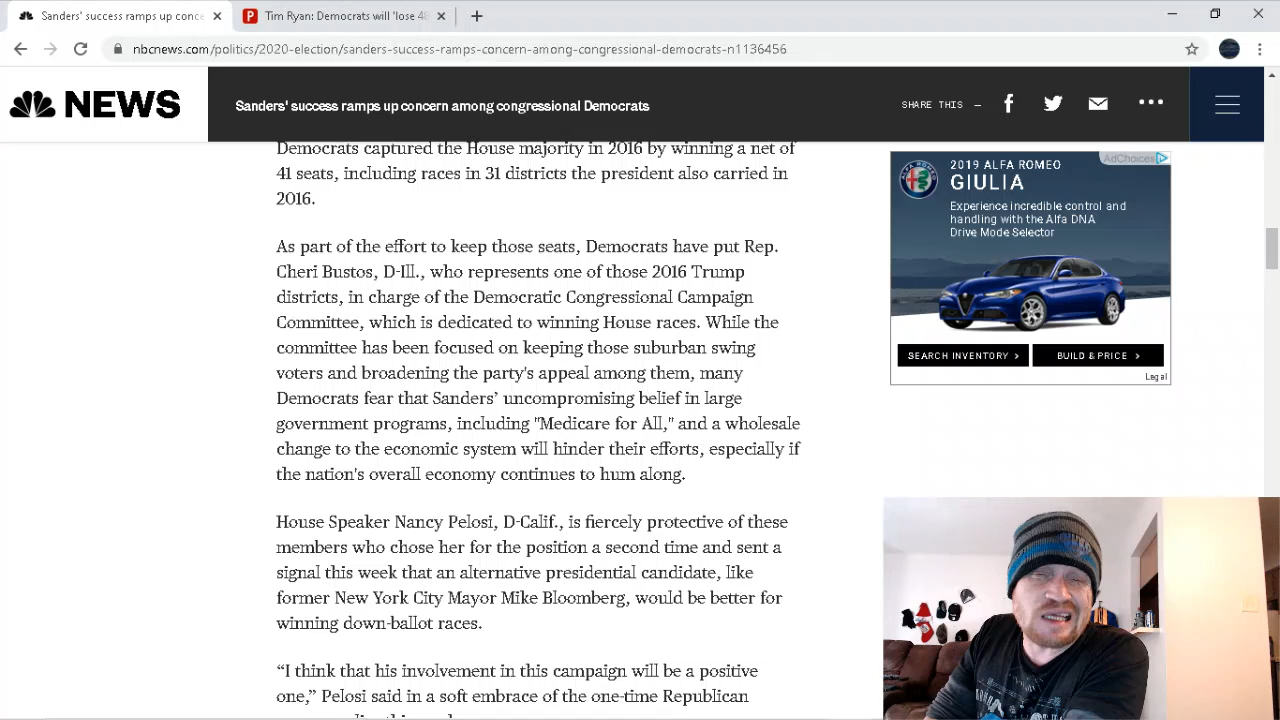 Sanders' success ramps up conce
Tim Ryan: Democrats will 'lose 48
nbcnews.com/politics/2020-election/sanders-success-ramps-concern-among-congressional-democrats-n1136456
NEWS
Sanders' success ramps up concern among congressional Democrats
SHARE THIS —
Democrats captured the House majority in 2016 by winning a net of
41 seats, including races in 31 districts the president also carried in
2016.
As part of the effort to keep those seats, Democrats have put Rep.
Cheri Bustos, D-Ill., who represents one of those 2016 Trump
districts, in charge of the Democratic Congressional Campaign
Committee, which is dedicated to winning House races. While the
committee has been focused on keeping those suburban swing
voters and broadening the party's appeal among them, many
Democrats fear that Sanders’ uncompromising belief in large
government programs, including "Medicare for All," and a wholesale
change to the economic system will hinder their efforts, especially if
the nation's overall economy continues to hum along.
House Speaker Nancy Pelosi, D-Calif., is fiercely protective of these
members who chose her for the position a second time and sent a
signal this week that an alternative presidential candidate, like
former New York City Mayor Mike Bloomberg, would be better for
winning down-ballot races.
“I think that his involvement in this campaign will be a positive
one,” Pelosi said in a soft embrace of the one-time Republican
AdChoices
2019 ALFA ROMEO
GIULIA
Experience incredible control and
handling with the Alfa DNA
Drive Mode Selector
SEARCH INVENTORY
BUILD & PRICE
Legal